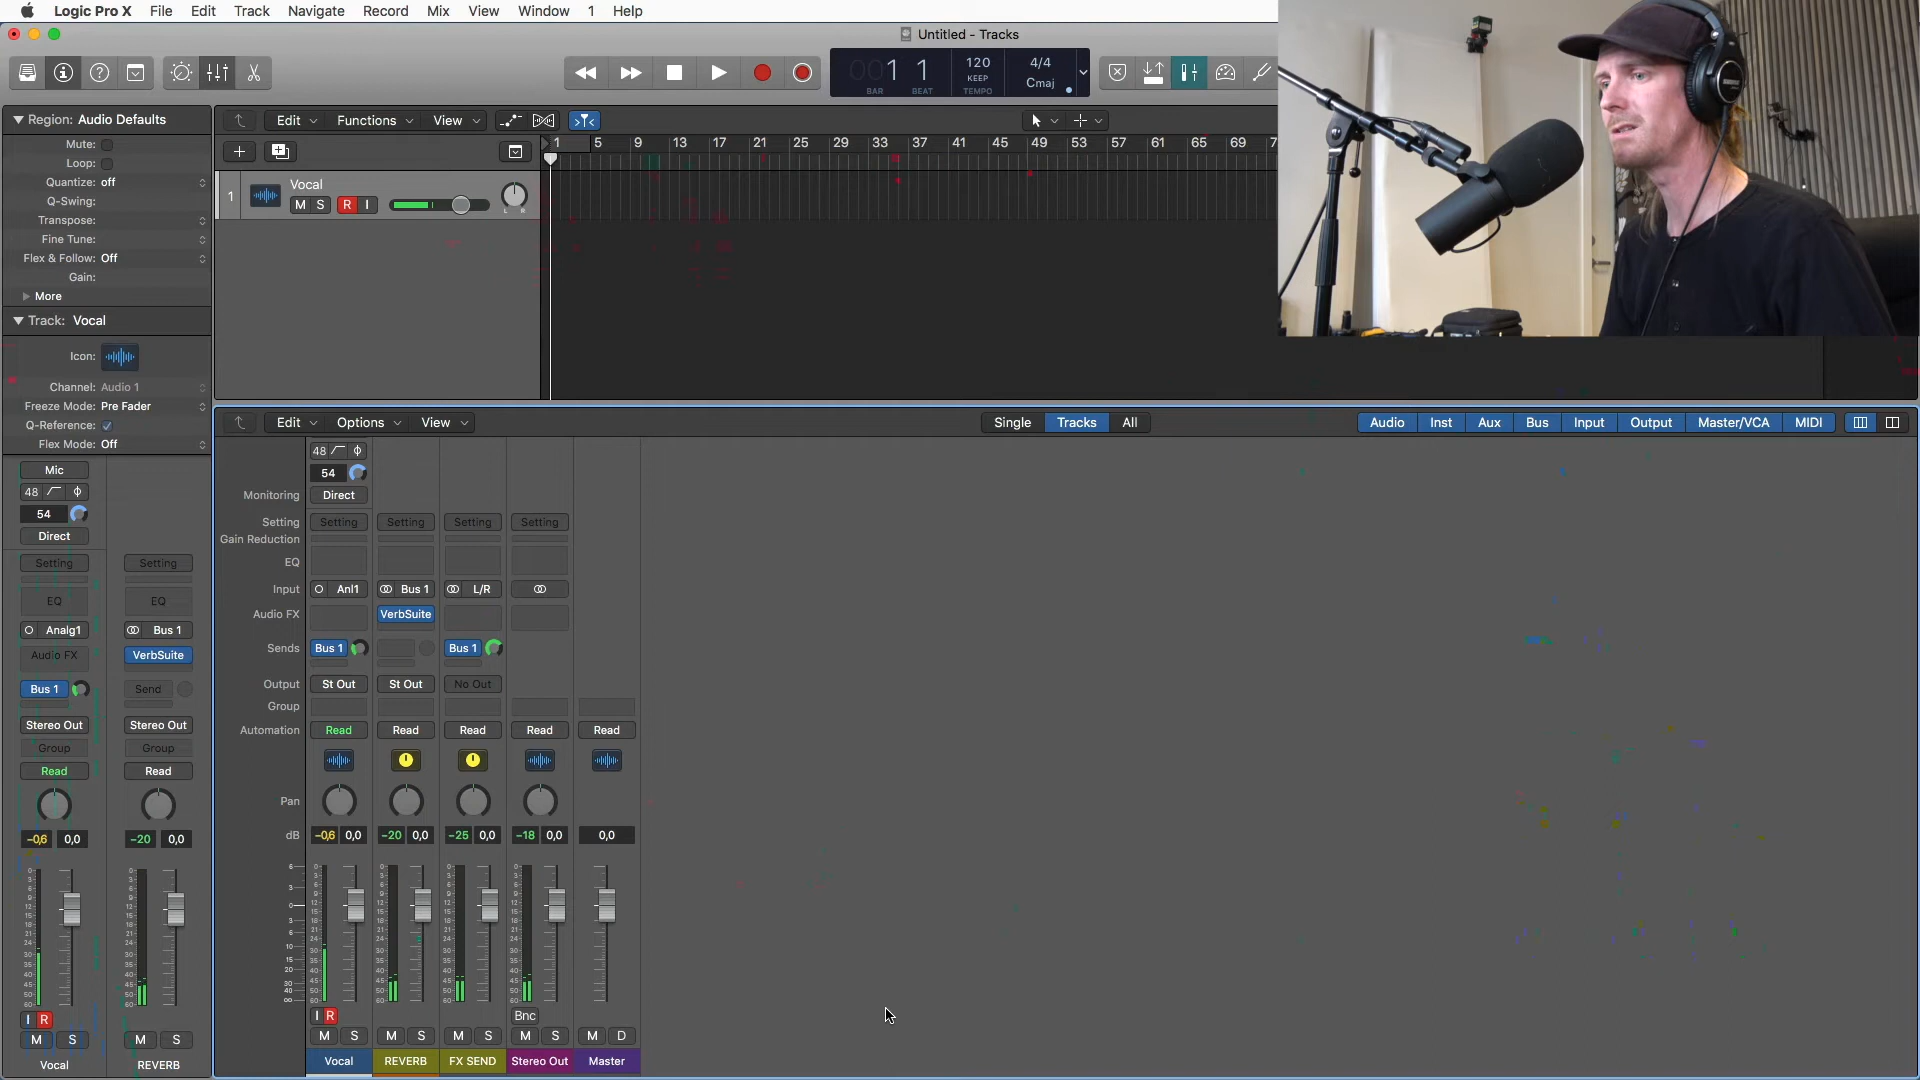 Logic Pro X File Edit Track Navigate Record Mix View Window 1 Help
Untitled - Tracks
001 1 120 4/4
KEEP Cmaj
BAR BEAT TEMPO
Region: Audio Defaults
Mute:
Loop:
Quantize: off
Q-Swing:
Transpose:
Fine Tune:
Flex & Follow: Off
Gain:
More
Track: Vocal
Icon:
Channel: Audio 1
Freeze Mode: Pre Fader
Q-Reference:
Flex Mode: Off
Edit Functions View
1 5 9 13 17 21 25 29 33 37 41 45 49 53 57 61 65 69 7
1 Vocal
M S R I
L R
Edit Options View Single Tracks All Audio Inst Aux Bus Input Output Master/VCA MIDI
Mic
48
54
Direct
Setting Setting
EQ EQ
Analg1 Bus 1
Audio FX VerbSuite
Bus 1 Send
Stereo Out Stereo Out
Group Group
Read Read
-0,6 0,0 -20 0,0
I R
M S M S
Vocal REVERB
48
54
Monitoring Direct
Setting Setting Setting Setting Setting
Gain Reduction
EQ
Input Anl1 Bus 1 L/R
Audio FX VerbSuite
Sends Bus 1 Bus 1
Output St Out St Out No Out
Group
Automation Read Read Read Read Read
Pan
dB -0,6 0,0 -20 0,0 -25 0,0 -18 0,0 0,0
I R Bnc
M S M S M S M S M D
Vocal REVERB FX SEND Stereo Out Master